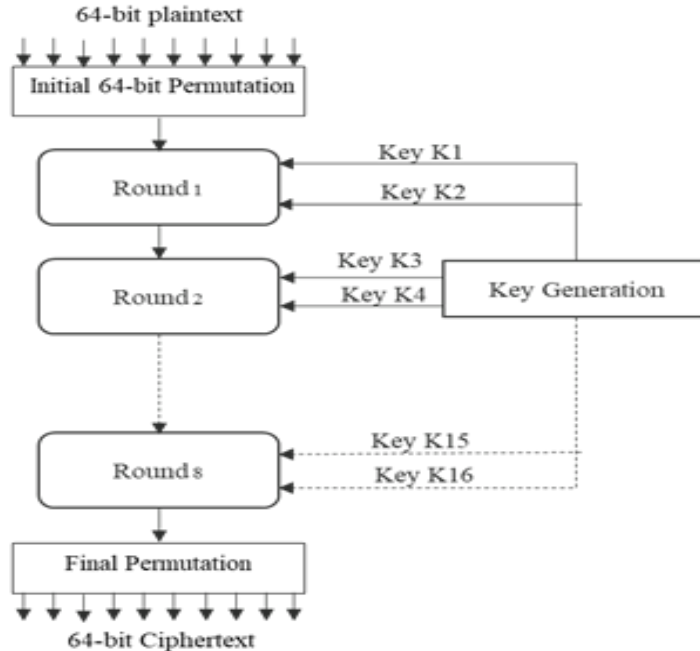 64-bit plaintext
Initial 64-bit Permutation
Key K1
Round 1
Key K2
Key K3
Round 2
Key K4
Key Generation
Key K15
Round 8
Key K16
Final Permutation
64-bit Ciphertext